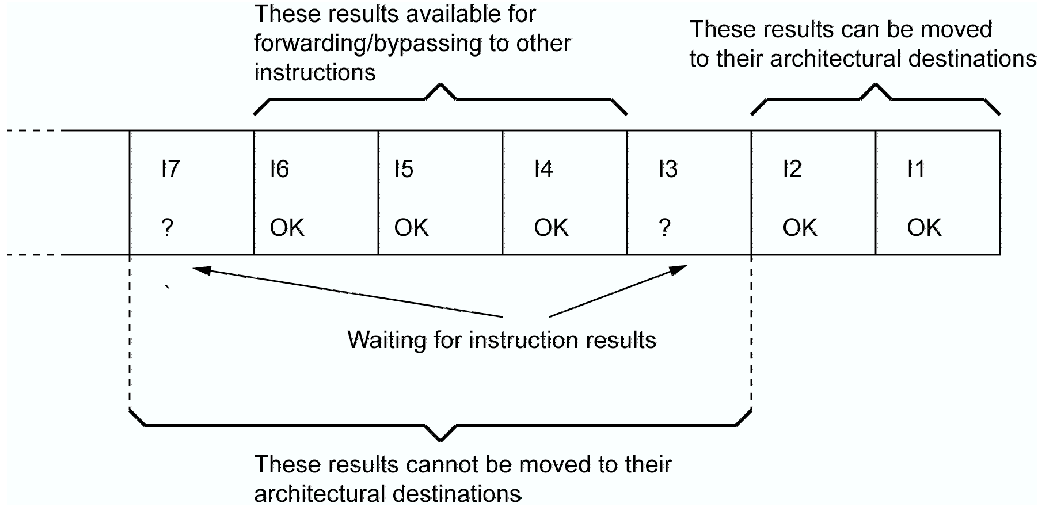 These results available for
forwarding/bypassing to other
instructions
These results can be moved
to their architectural destinations
I7 I6 I5 I4 I3 I2 I1
? OK OK OK ? OK OK
Waiting for instruction results
These results cannot be moved to their
architectural destinations